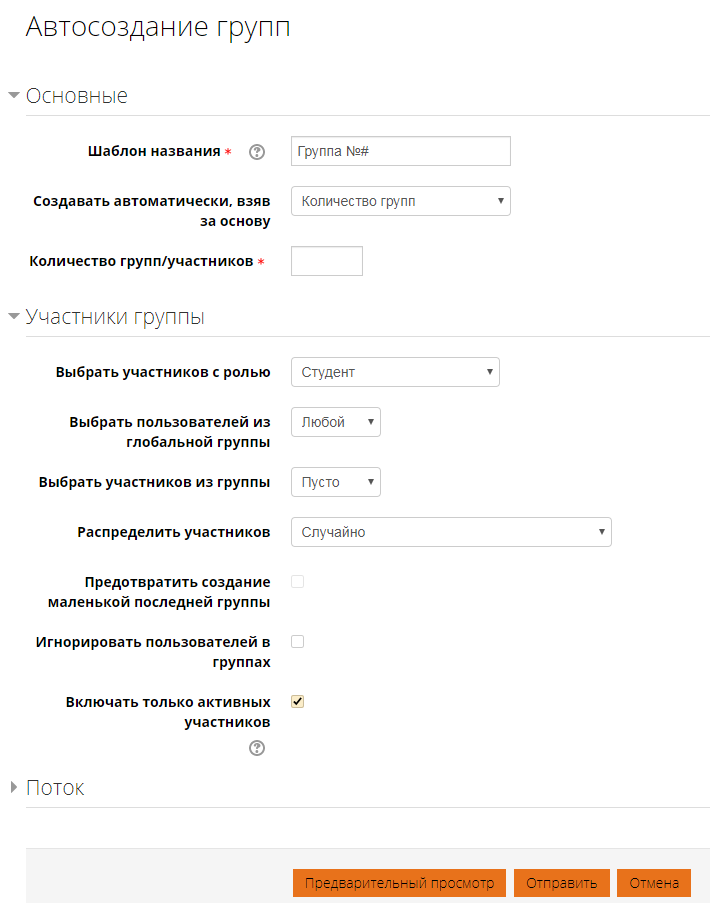 Автосоздание групп
Основные
Шаблон названия *
Группа №#
Создавать автоматически, взяв
за основу
Количество групп
Количество групп/участников *
Участники группы
Выбрать участников с ролью
Студент
Выбрать пользователей из
глобальной группы
Любой
Выбрать участников из группы
Пусто
Распределить участников
Случайно
Предотвратить создание
маленькой последней группы
Игнорировать пользователей в
группах
Включать только активных
участников
Поток
Предварительный просмотр Отправить Отмена